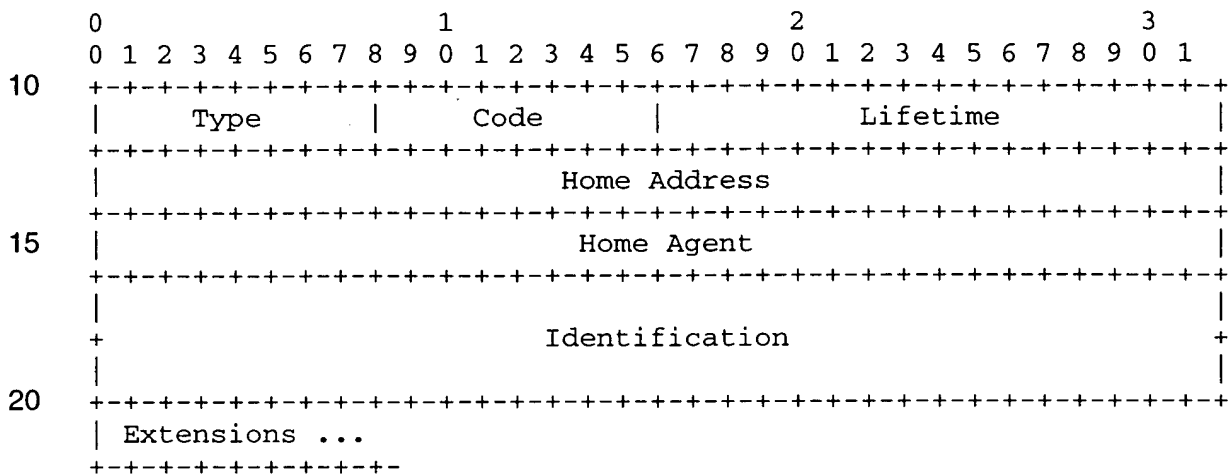 0                   1                   2                   3
0 1 2 3 4 5 6 7 8 9 0 1 2 3 4 5 6 7 8 9 0 1 2 3 4 5 6 7 8 9 0 1
10 +-+-+-+-+-+-+-+-+-+-+-+-+-+-+-+-+-+-+-+-+-+-+-+-+-+-+-+-+-+-+-+-+
| Type | Code | Lifetime |
+-+-+-+-+-+-+-+-+-+-+-+-+-+-+-+-+-+-+-+-+-+-+-+-+-+-+-+-+-+-+-+-+
| Home Address |
+-+-+-+-+-+-+-+-+-+-+-+-+-+-+-+-+-+-+-+-+-+-+-+-+-+-+-+-+-+-+-+-+
15 | Home Agent |
+-+-+-+-+-+-+-+-+-+-+-+-+-+-+-+-+-+-+-+-+-+-+-+-+-+-+-+-+-+-+-+-+
| |
+ Identification +
| |
20 +-+-+-+-+-+-+-+-+-+-+-+-+-+-+-+-+-+-+-+-+-+-+-+-+-+-+-+-+-+-+-+-+
| Extensions ...
+-+-+-+-+-+-+-+-+-